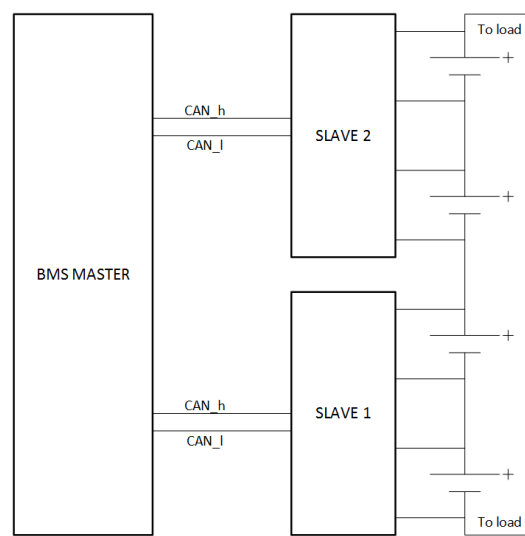 To load
+
CAN_h
CAN_l
SLAVE 2
+
BMS MASTER
+
CAN_h
SLAVE 1
CAN_l
+
To load